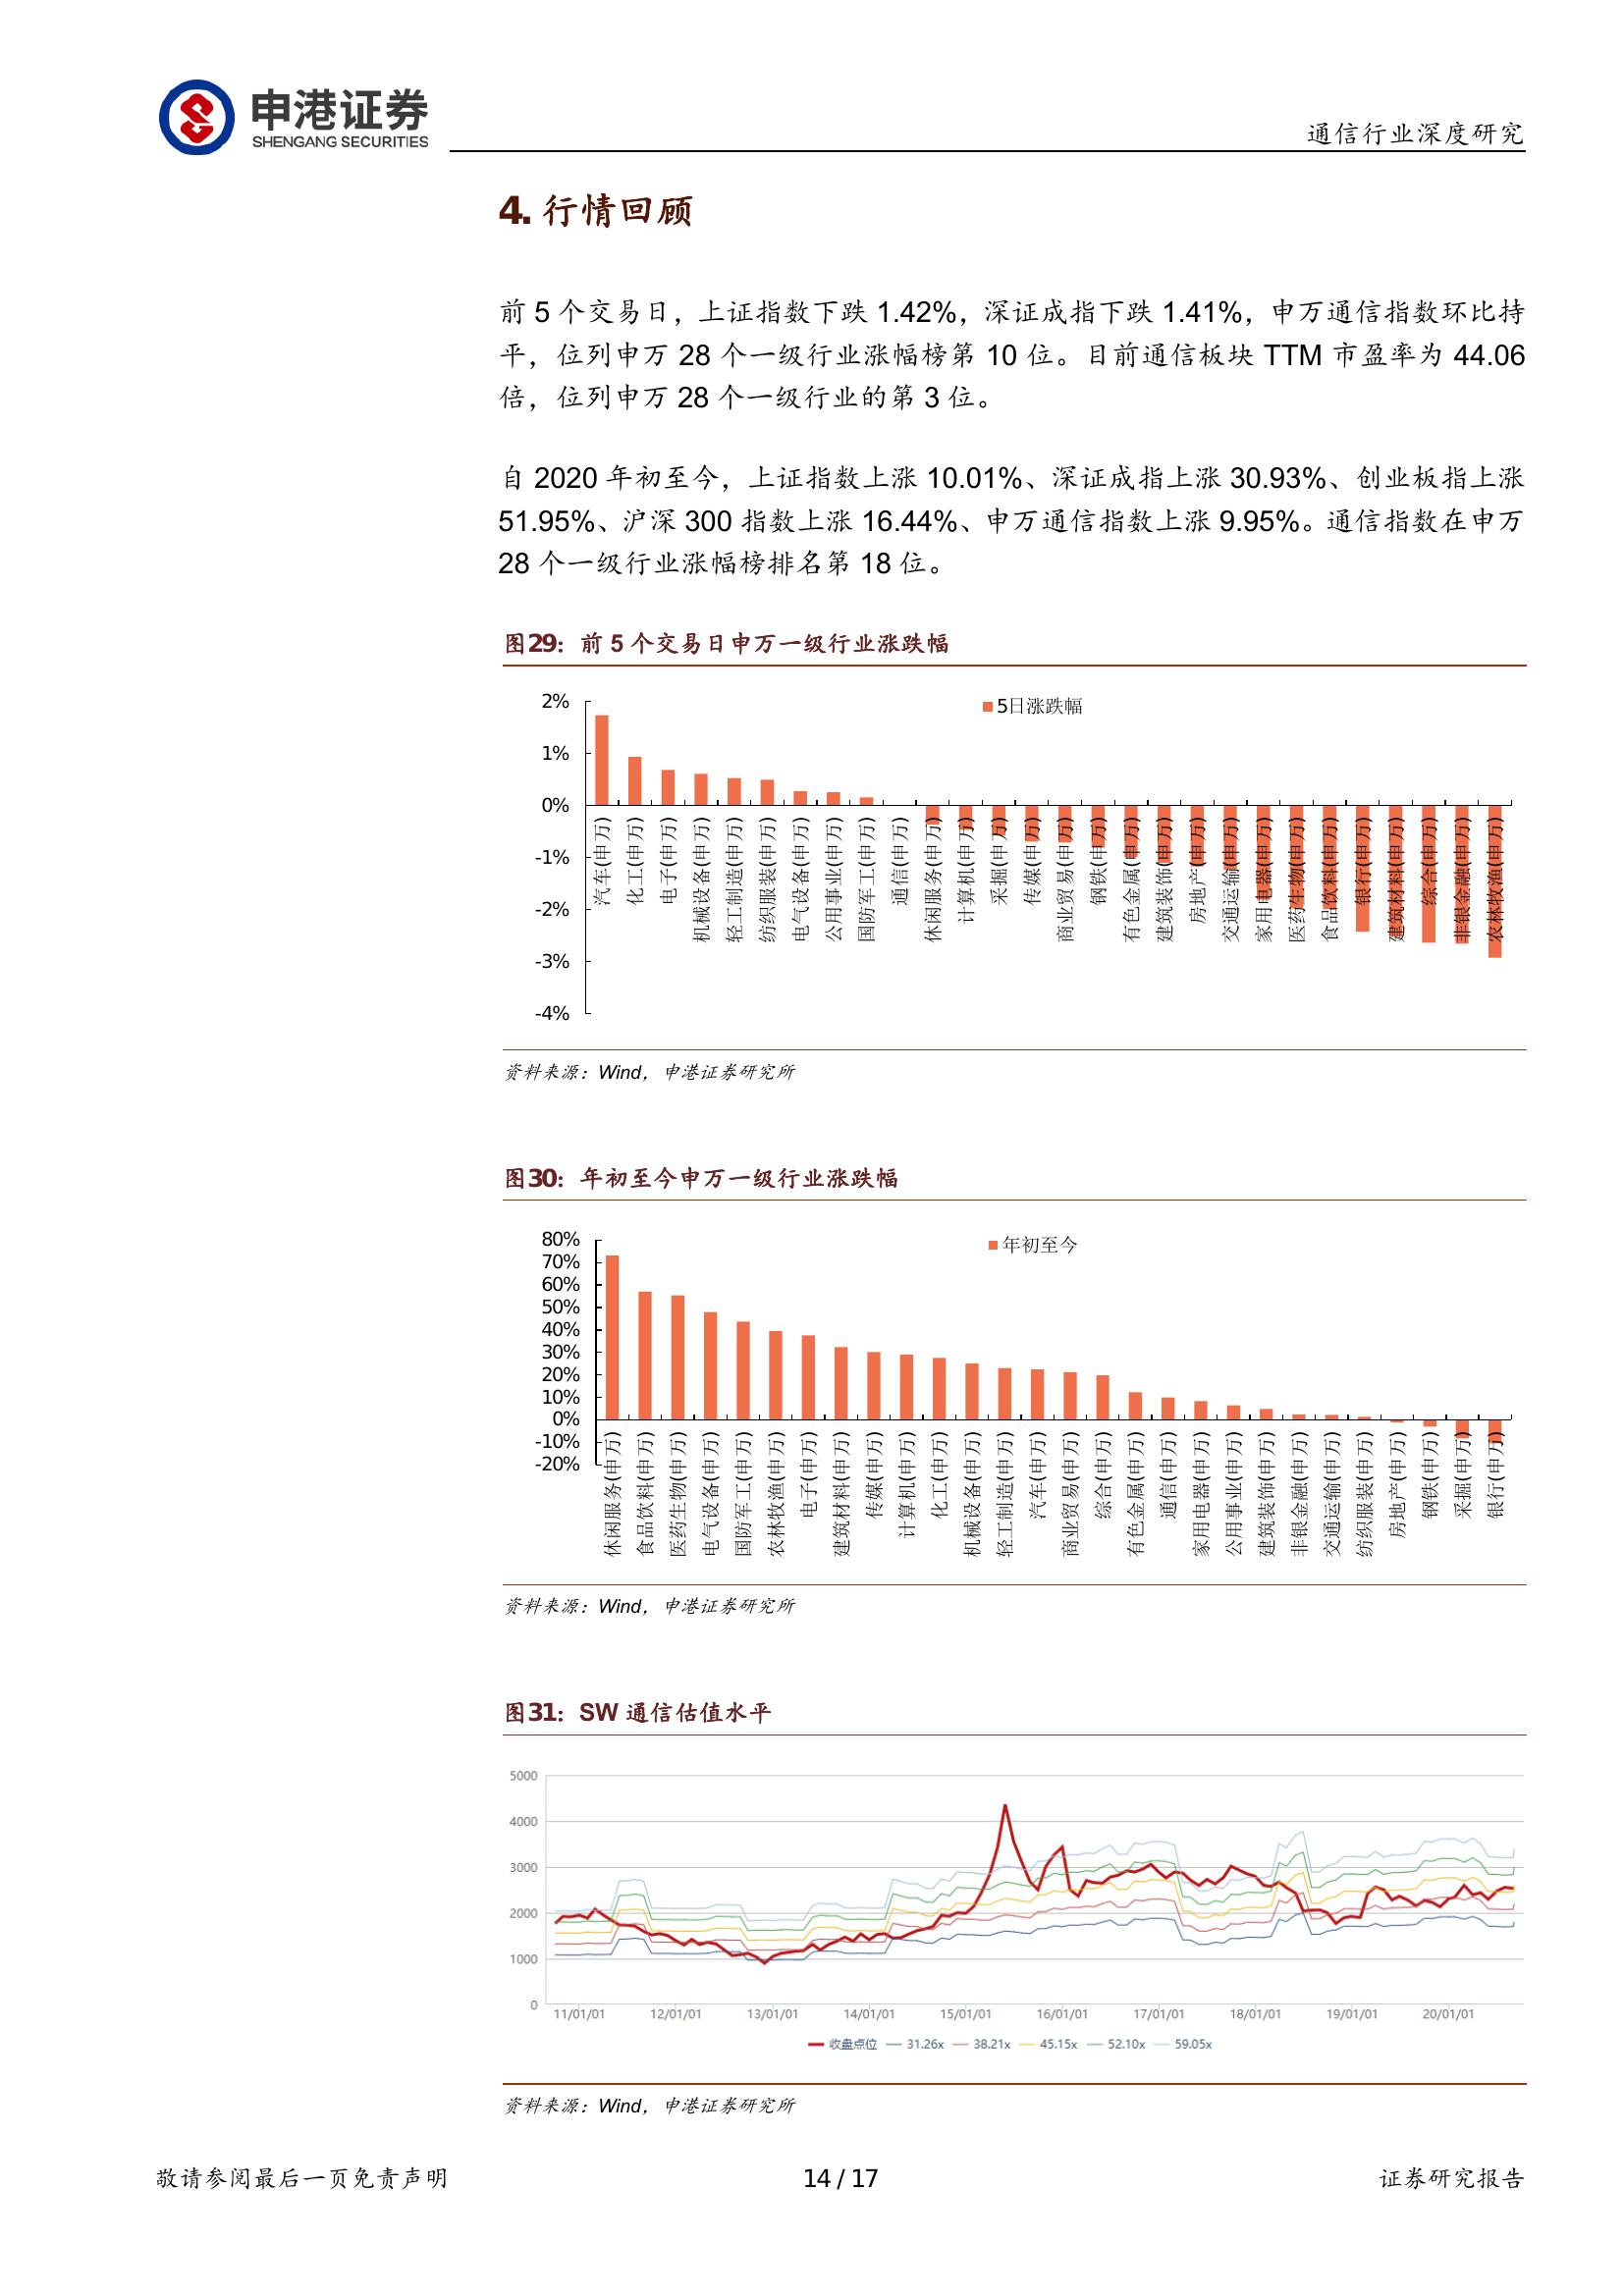 申港证券
SHENGANG SECURITIES
通信行业深度研究
4. 行情回顾
前 5 个交易日，上证指数下跌 1.42%，深证成指下跌 1.41%，申万通信指数环比持
平，位列申万 28 个一级行业涨幅榜第 10 位。目前通信板块 TTM 市盈率为 44.06
倍，位列申万 28 个一级行业的第 3 位。
自 2020 年初至今，上证指数上涨 10.01%、深证成指上涨 30.93%、创业板指上涨
51.95%、沪深 300 指数上涨 16.44%、申万通信指数上涨 9.95%。通信指数在申万
28 个一级行业涨幅榜排名第 18 位。
图29：前 5 个交易日申万一级行业涨跌幅
5日涨跌幅
2%
1%
0%
-1%
-2%
-3%
-4%
汽车(申万)
化工(申万)
电子(申万)
机械设备(申万)
轻工制造(申万)
纺织服装(申万)
电气设备(申万)
公用事业(申万)
国防军工(申万)
通信(申万)
休闲服务(申万)
计算机(申万)
采掘(申万)
传媒(申万)
商业贸易(申万)
钢铁(申万)
有色金属(申万)
建筑装饰(申万)
房地产(申万)
交通运输(申万)
家用电器(申万)
医药生物(申万)
食品饮料(申万)
银行(申万)
建筑材料(申万)
综合(申万)
非银金融(申万)
农林牧渔(申万)
资料来源：Wind，申港证券研究所
图30：年初至今申万一级行业涨跌幅
年初至今
80%
70%
60%
50%
40%
30%
20%
10%
0%
-10%
-20%
休闲服务(申万)
食品饮料(申万)
医药生物(申万)
电气设备(申万)
国防军工(申万)
农林牧渔(申万)
电子(申万)
建筑材料(申万)
传媒(申万)
计算机(申万)
化工(申万)
机械设备(申万)
轻工制造(申万)
汽车(申万)
商业贸易(申万)
综合(申万)
有色金属(申万)
通信(申万)
家用电器(申万)
公用事业(申万)
建筑装饰(申万)
非银金融(申万)
交通运输(申万)
纺织服装(申万)
房地产(申万)
钢铁(申万)
采掘(申万)
银行(申万)
资料来源：Wind，申港证券研究所
图31：SW 通信估值水平
5000
4000
3000
2000
1000
0
11/01/01 12/01/01 13/01/01 14/01/01 15/01/01 16/01/01 17/01/01 18/01/01 19/01/01 20/01/01
收盘点位 31.26x 38.21x 45.15x 52.10x 59.05x
资料来源：Wind，申港证券研究所
敬请参阅最后一页免责声明 14 / 17 证券研究报告